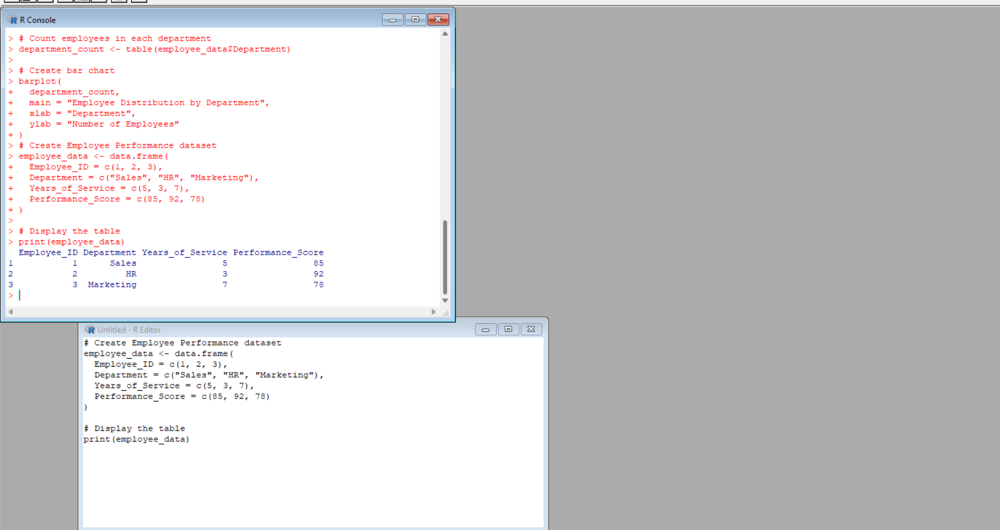 R Console
> # Count employees in each department
> department_count <- table(employee_data$Department)
>
> # Create bar chart
> barplot(
+   department_count,
+   main = "Employee Distribution by Department",
+   xlab = "Department",
+   ylab = "Number of Employees"
+ )
> # Create Employee Performance dataset
> employee_data <- data.frame(
+   Employee_ID = c(1, 2, 3),
+   Department = c("Sales", "HR", "Marketing"),
+   Years_of_Service = c(5, 3, 7),
+   Performance_Score = c(85, 92, 78)
+ )
>
> # Display the table
> print(employee_data)
  Employee_ID Department Years_of_Service Performance_Score
1           1      Sales                5                85
2           2         HR                3                92
3           3  Marketing                7                78
>
Untitled - R Editor
# Create Employee Performance dataset
employee_data <- data.frame(
  Employee_ID = c(1, 2, 3),
  Department = c("Sales", "HR", "Marketing"),
  Years_of_Service = c(5, 3, 7),
  Performance_Score = c(85, 92, 78)
)

# Display the table
print(employee_data)